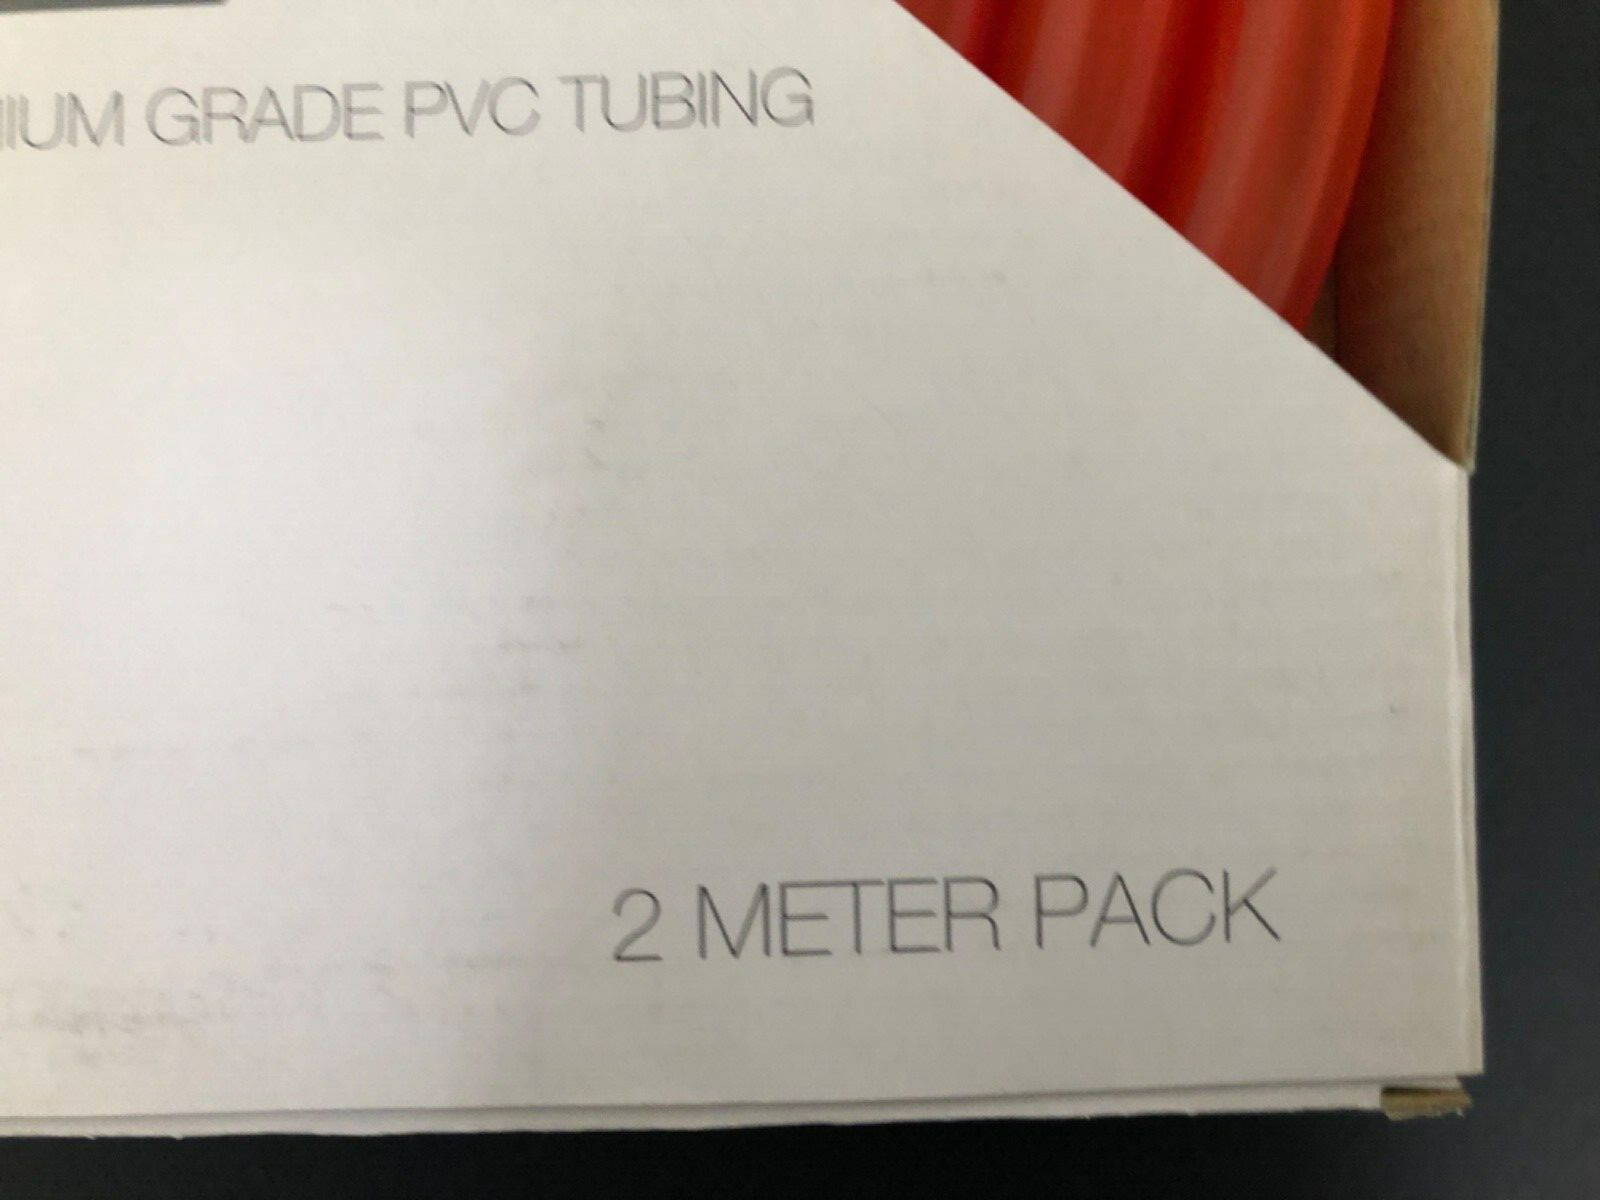 IUM GRADE PVC TUBING
2 METER PACK